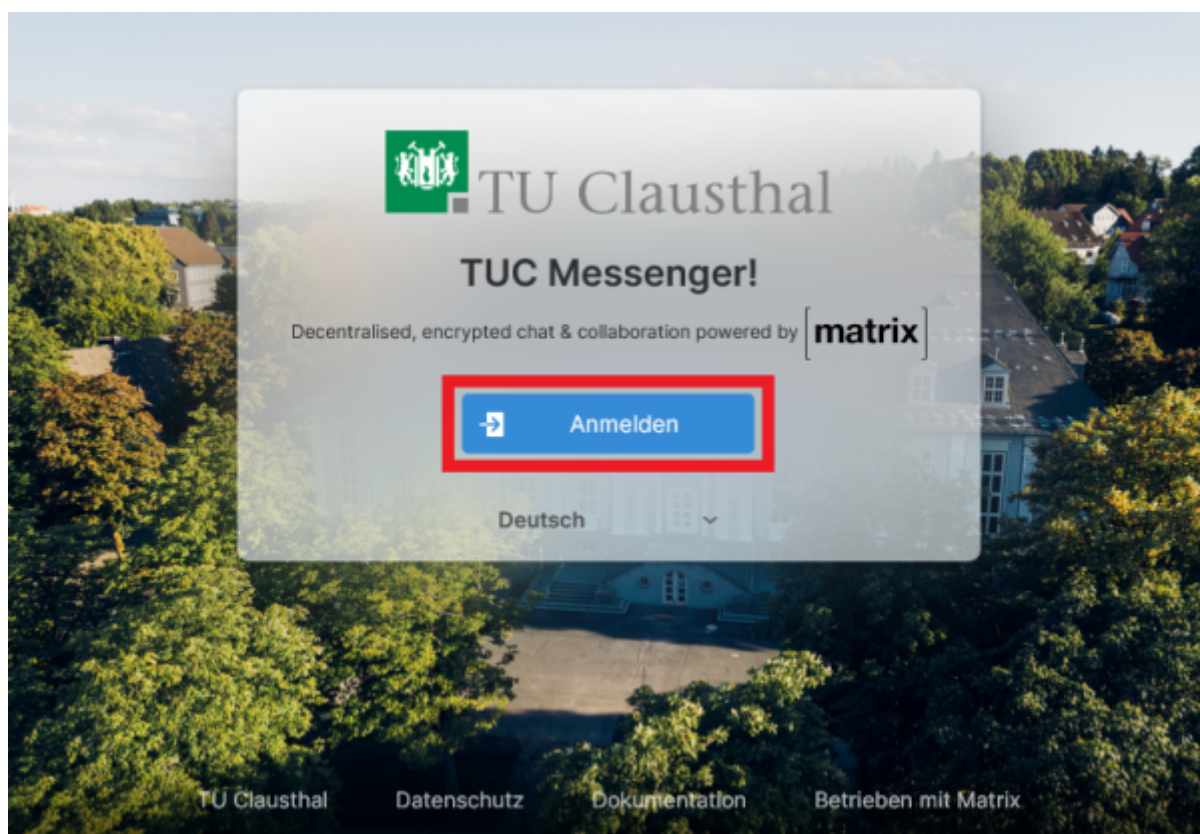 TU Clausthal
TUC Messenger!
Decentralised, encrypted chat & collaboration powered by [matrix]
Anmelden
Deutsch
TU Clausthal Datenschutz Dokumentation Betrieben mit Matrix